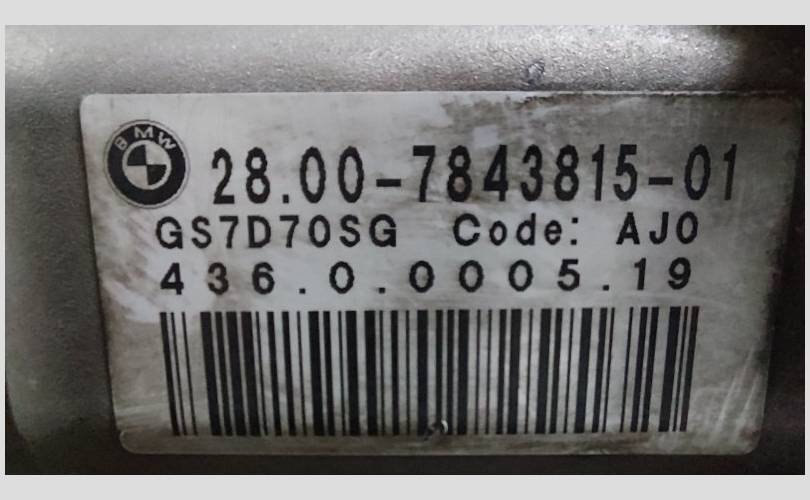 BMW
28.00-7843815-01
GS7D70SG Code: AJ0
436.0.0005.19